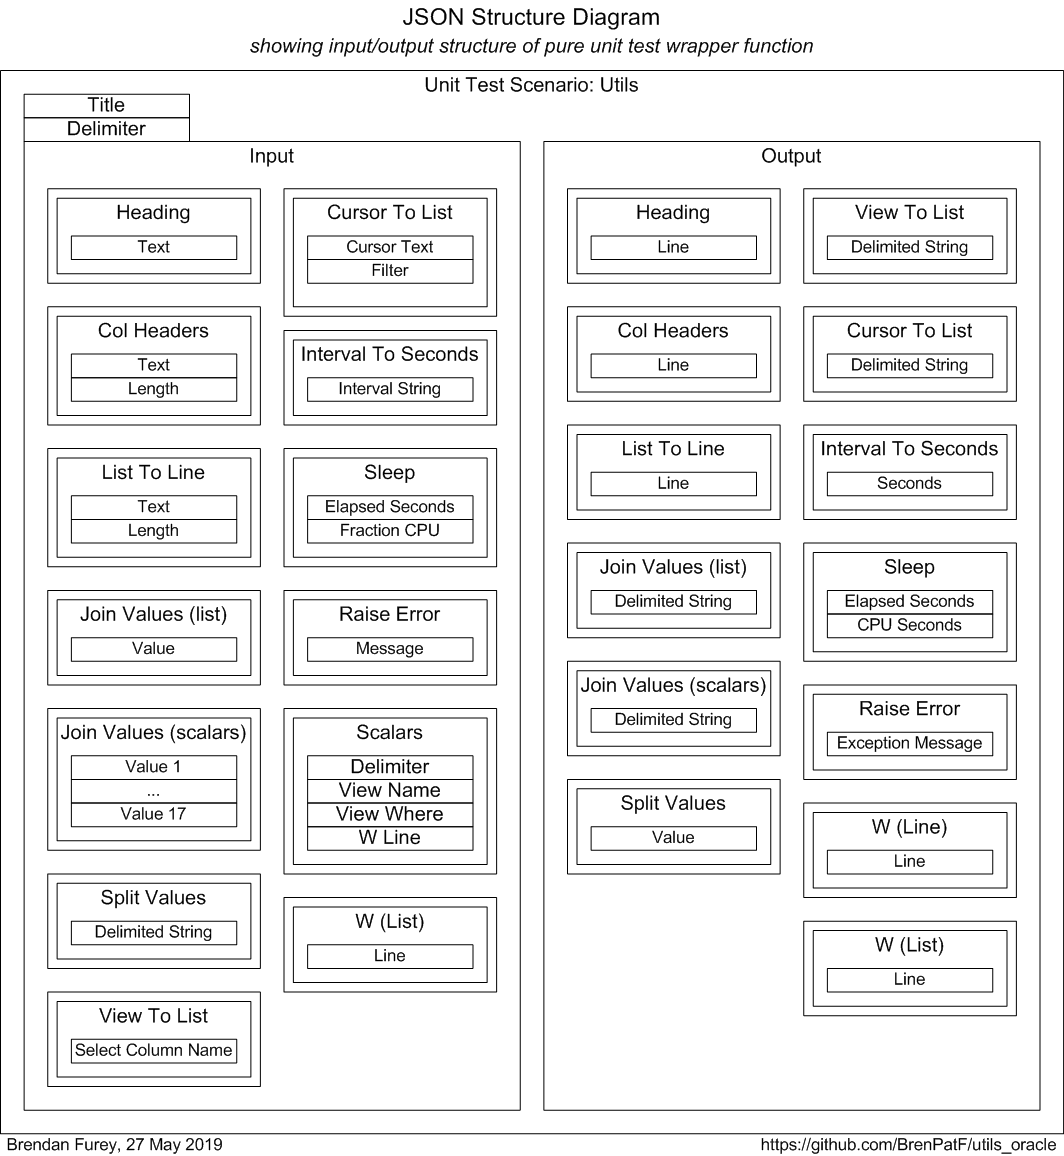 JSON Structure Diagram
showing input/output structure of pure unit test wrapper function
Unit Test Scenario: Utils
Title
Delimiter
Input
Heading
Text
Col Headers
Text
Length
List To Line
Text
Length
Join Values (list)
Value
Join Values (scalars)
Value 1
...
Value 17
Split Values
Delimited String
View To List
Select Column Name
Cursor To List
Cursor Text
Filter
Interval To Seconds
Interval String
Sleep
Elapsed Seconds
Fraction CPU
Raise Error
Message
Scalars
Delimiter
View Name
View Where
W Line
W (List)
Line
Output
Heading
Line
Col Headers
Line
List To Line
Line
Join Values (list)
Delimited String
Join Values (scalars)
Delimited String
Split Values
Value
View To List
Delimited String
Cursor To List
Delimited String
Interval To Seconds
Seconds
Sleep
Elapsed Seconds
CPU Seconds
Raise Error
Exception Message
W (Line)
Line
W (List)
Line
Brendan Furey, 27 May 2019
https://github.com/BrenPatF/utils_oracle